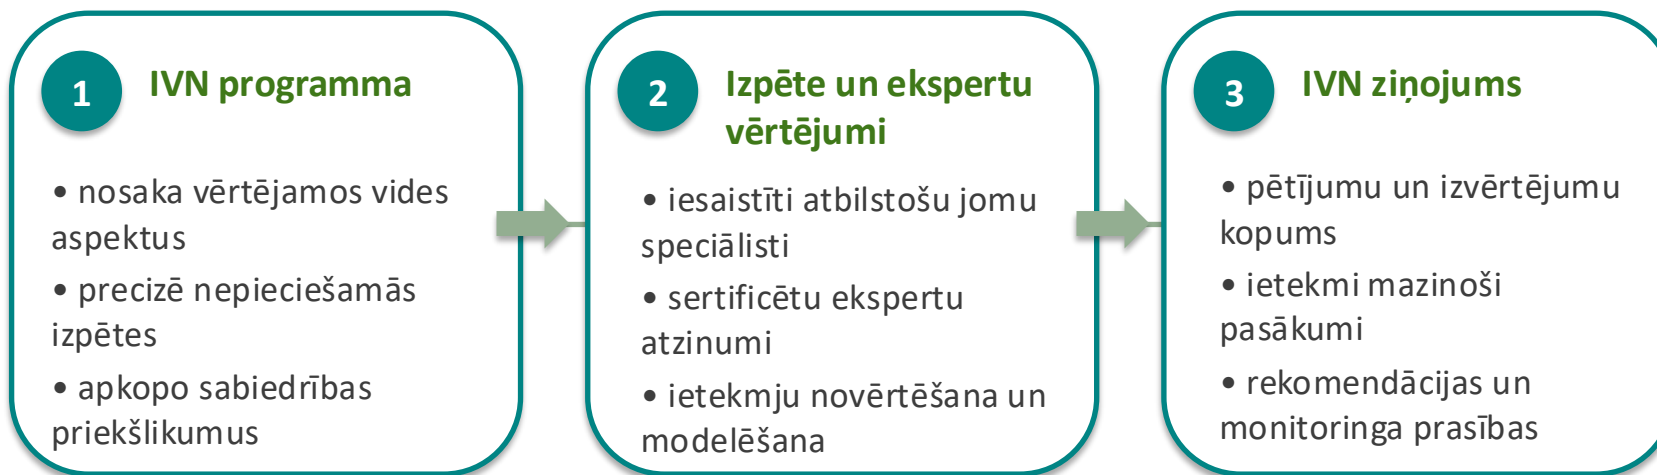 1
IVN programma
• nosaka vērtējamos vides
aspektus
• precizē nepieciešamās
izpētes
• apkopo sabiedrības
priekšlikumus
2
Izpēte un ekspertu
vērtējumi
• iesaistīti atbilstošu jomu
speciālisti
• sertificētu ekspertu
atzinumi
• ietekmju novērtēšana un
modelēšana
3
IVN ziņojums
• pētījumu un izvērtējumu
kopums
• ietekmi mazinoši
pasākumi
• rekomendācijas un
monitoringa prasības